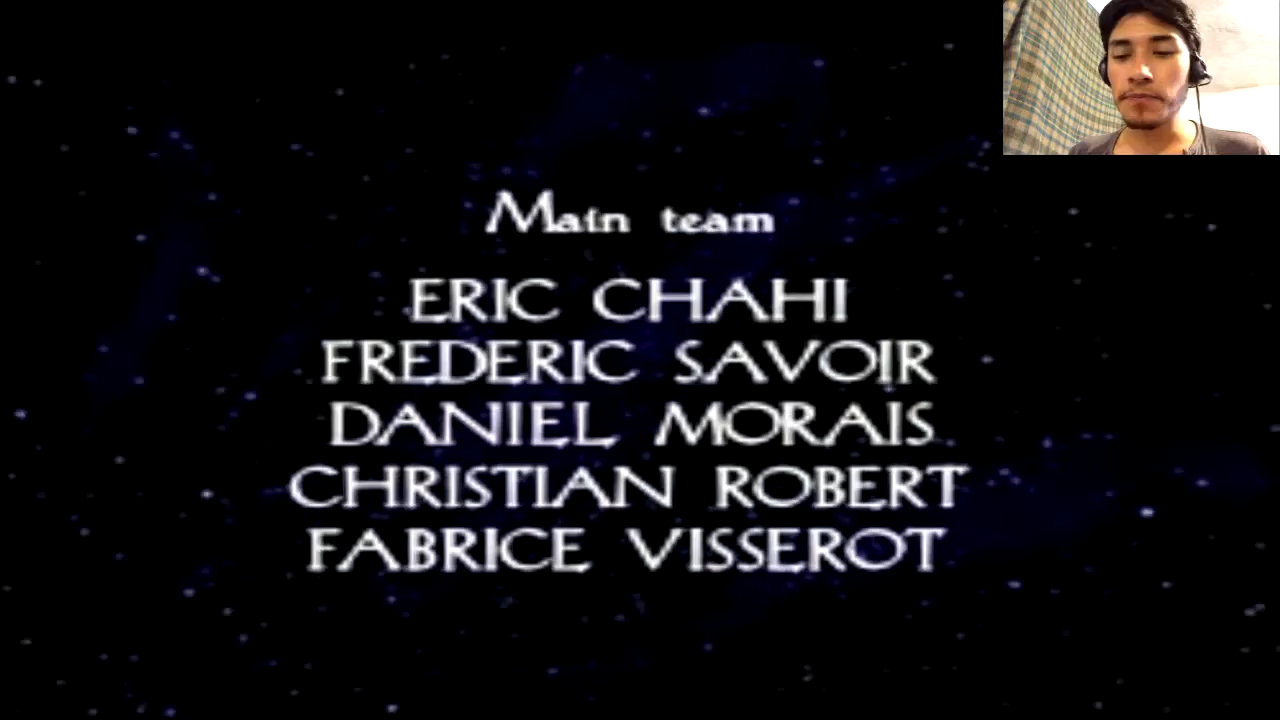 Main team
ERIC CHAHI
FREDERIC SAVOIR
DANIEL MORAIS
CHRISTIAN ROBERT
FABRICE VISSEROT